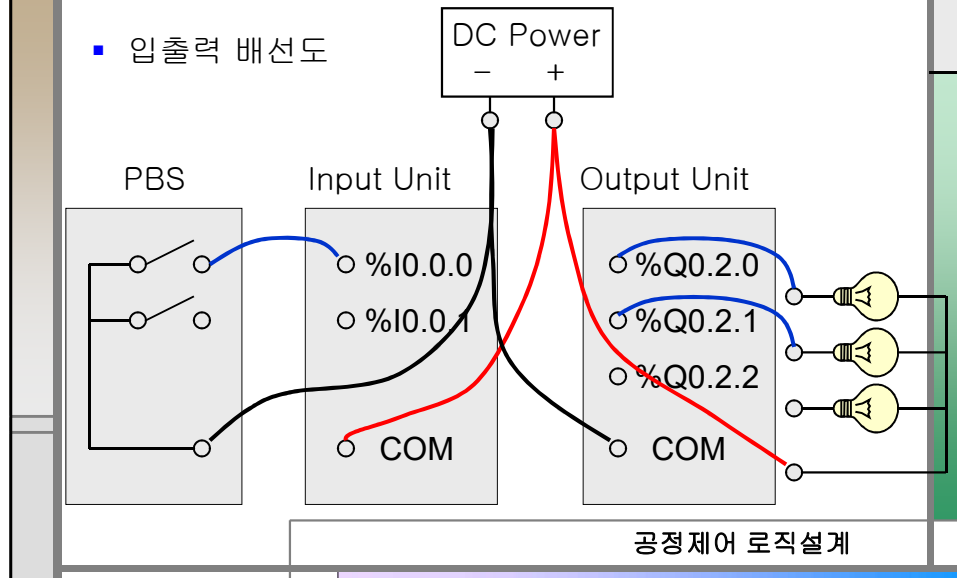 ▪ 입출력 배선도
DC Power
− +
PBS
Input Unit
Output Unit
%I0.0.0
%Q0.2.0
%I0.0.1
%Q0.2.1
%Q0.2.2
COM
COM
공정제어 로직설계